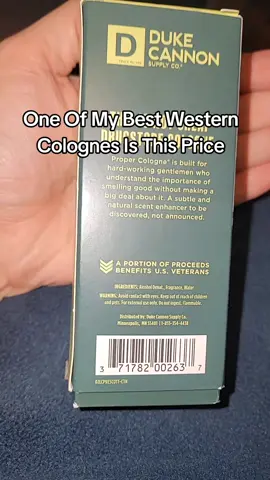 DUKE
CANNON
SUPPLY CO.
D
One Of My Best Western
Colognes Is This Price
Proper Cologne® is built for
hard-working gentlemen who
understand the importance of
smelling good without making a
big deal about it. A subtle and
natural scent enhancer to be
discovered, not announced.
A PORTION OF PROCEEDS
BENEFITS U.S. VETERANS
INGREDIENTS: Alcohol Denat., Fragrance, Water
WARNING: Avoid contact with eyes. Keep out of reach of children
and pets. For external use only. Do not ingest. Flammable.
Distributed by: Duke Cannon Supply Co.
3 71782 00263 7